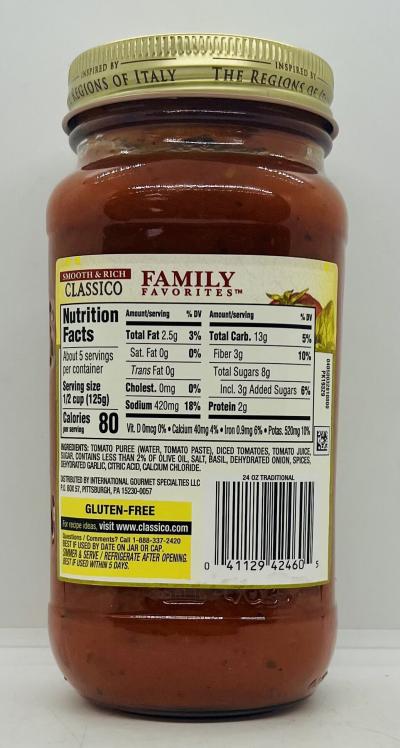 INSPIRED BY
REGIONS OF ITALY
INSPIRED BY
THE REGIONS OF
SMOOTH & RICH
CLASSICO
FAMILY
FAVORITES™
Nutrition
Facts
About 5 servings
per container
Serving size
1/2 cup (125g)
Calories
per serving
80
Amount/serving % DV
Total Fat 2.5g 3%
Sat. Fat 0g 0%
Trans Fat 0g
Cholest. 0mg 0%
Sodium 420mg 18%
Amount/serving % DV
Total Carb. 13g 5%
Fiber 3g 10%
Total Sugars 8g
Incl. 3g Added Sugars 6%
Protein 2g
Vit. D 0mcg 0% • Calcium 40mg 4% • Iron 0.9mg 6% • Potas. 520mg 10%
INGREDIENTS: TOMATO PUREE (WATER, TOMATO PASTE), DICED TOMATOES, TOMATO JUICE,
SUGAR, CONTAINS LESS THAN 2% OF OLIVE OIL, SALT, BASIL, DEHYDRATED ONION, SPICES,
DEHYDRATED GARLIC, CITRIC ACID, CALCIUM CHLORIDE.
DISTRIBUTED BY INTERNATIONAL GOURMET SPECIALTIES LLC
P.O. BOX 57, PITTSBURGH, PA 15230-0057
GLUTEN-FREE
For recipe ideas, visit www.classico.com
Questions / Comments? Call 1-888-337-2420
BEST IF USED BY DATE ON JAR OR CAP.
SIMMER & SERVE / REFRIGERATE AFTER OPENING.
BEST IF USED WITHIN 5 DAYS.
24 OZ TRADITIONAL
0 41129 42460 5